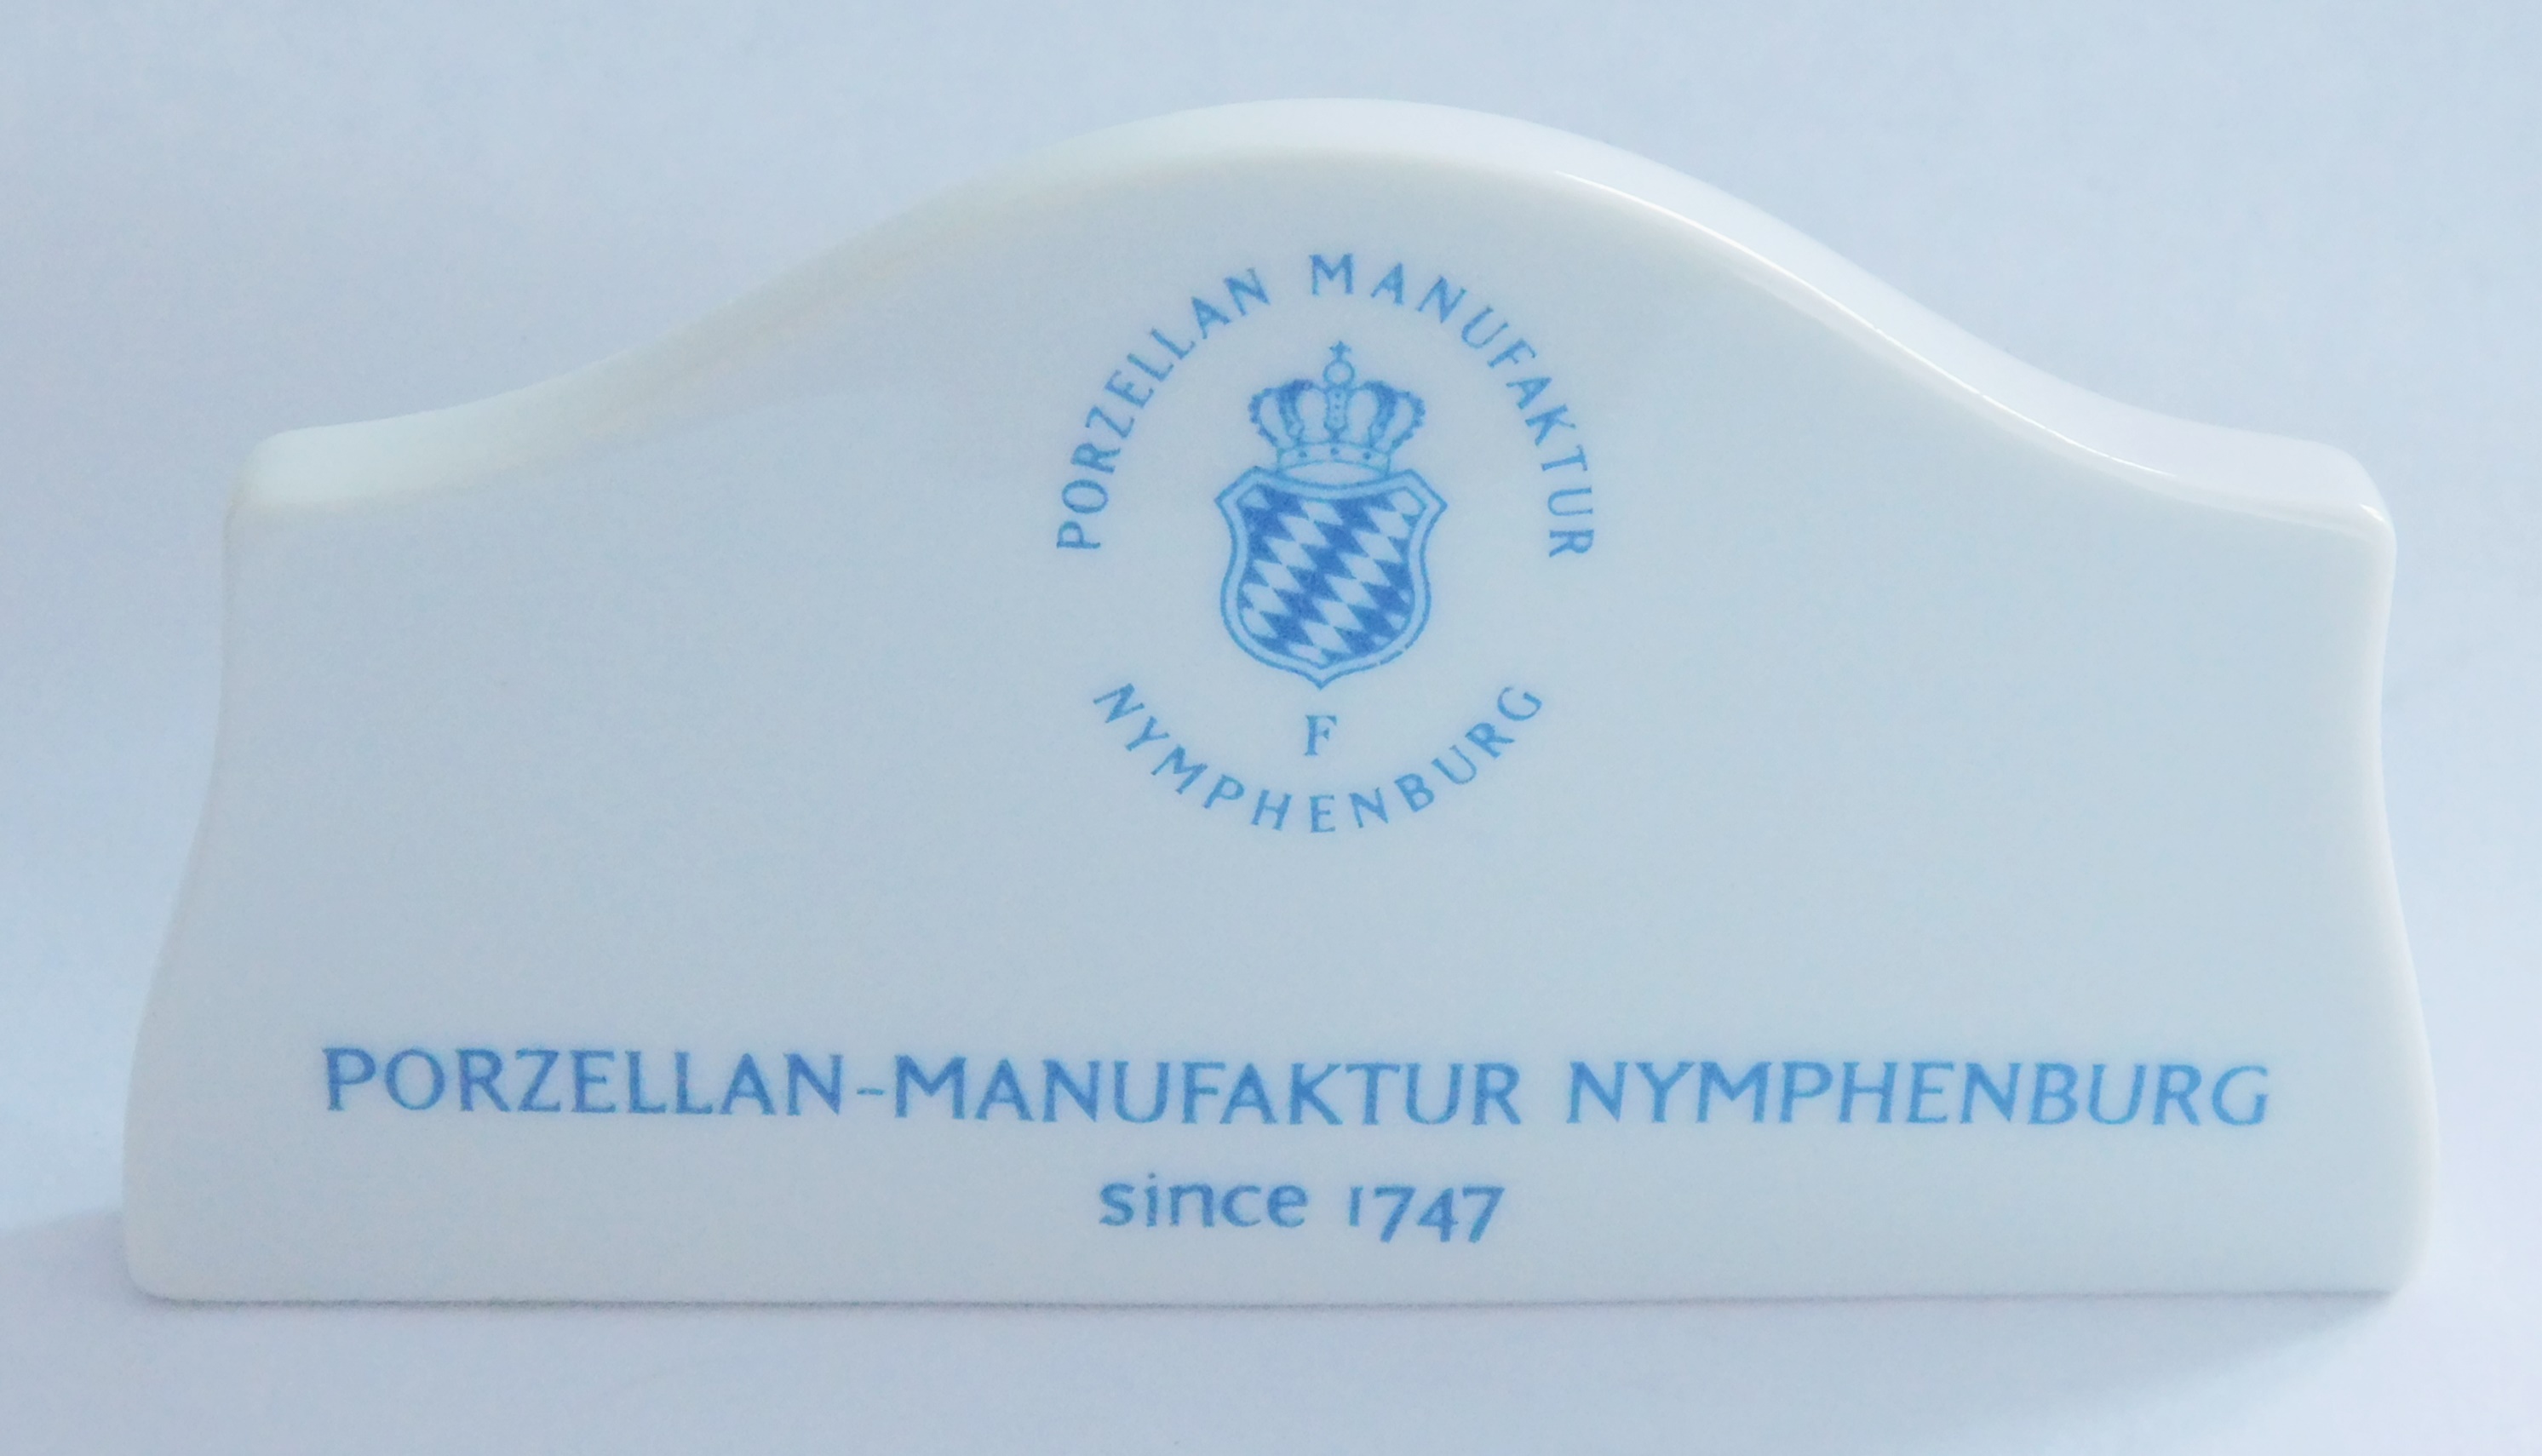 PORZELLAN MANUFAKTUR
F
NYMPHENBURG
PORZELLAN-MANUFAKTUR NYMPHENBURG
since 1747